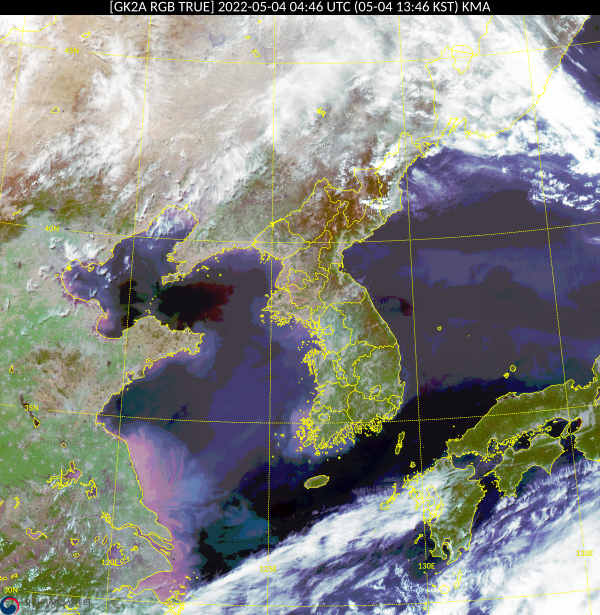 [GK2A RGB TRUE] 2022-05-04 04:46 UTC (05-04 13:46 KST) KMA
40N
35N
120E
125E
130E
135E
30N